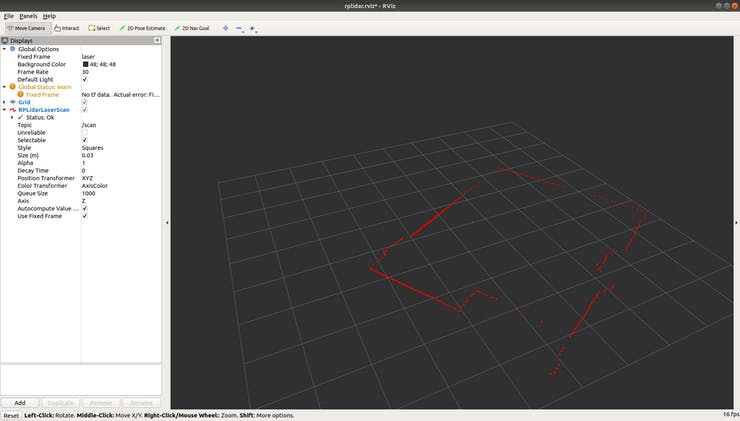 rplidar.rviz* - RViz
File Panels Help
Move Camera Interact Select 2D Pose Estimate 2D Nav Goal
Displays
Global Options
Fixed Frame laser
Background Color 48; 48; 48
Frame Rate 30
Default Light
Global Status: Warn
Fixed Frame No tf data. Actual error: Fi...
Grid
RPLidarLaserScan
Status: Ok
Topic /scan
Unreliable
Selectable
Style Squares
Size (m) 0.03
Alpha 1
Decay Time 0
Position Transformer XYZ
Color Transformer AxisColor
Queue Size 1000
Axis Z
Autocompute Value ...
Use Fixed Frame
Add Duplicate Remove Rename
Reset Left-Click: Rotate. Middle-Click: Move X/Y. Right-Click/Mouse Wheel:: Zoom. Shift: More options. 16 fps